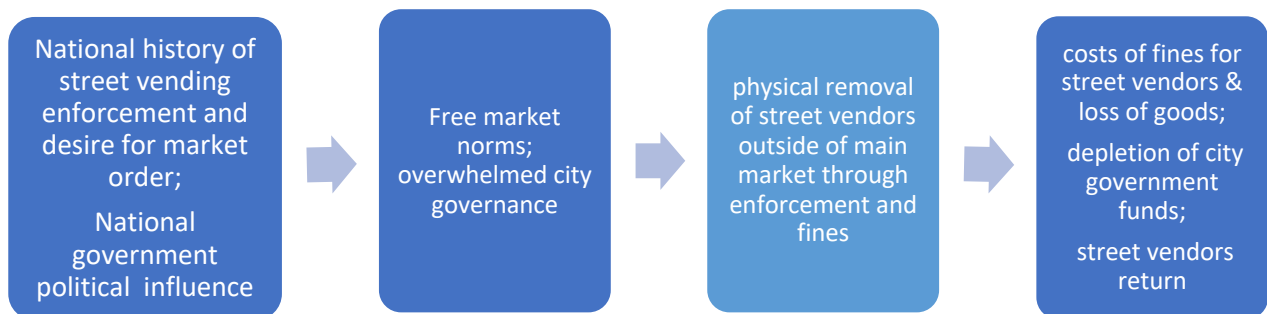 National history of
street vending
enforcement and
desire for market
order;
National
government
political influence
Free market
norms;
overwhelmed city
governance
physical removal
of street vendors
outside of main
market through
enforcement and
fines
costs of fines for
street vendors &
loss of goods;
depletion of city
government
funds;
street vendors
return